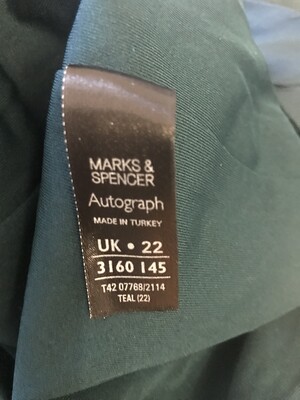 MARKS &
SPENCER
Autograph
MADE IN TURKEY
UK • 22
3160 145
T42 07768/2114
TEAL (22)